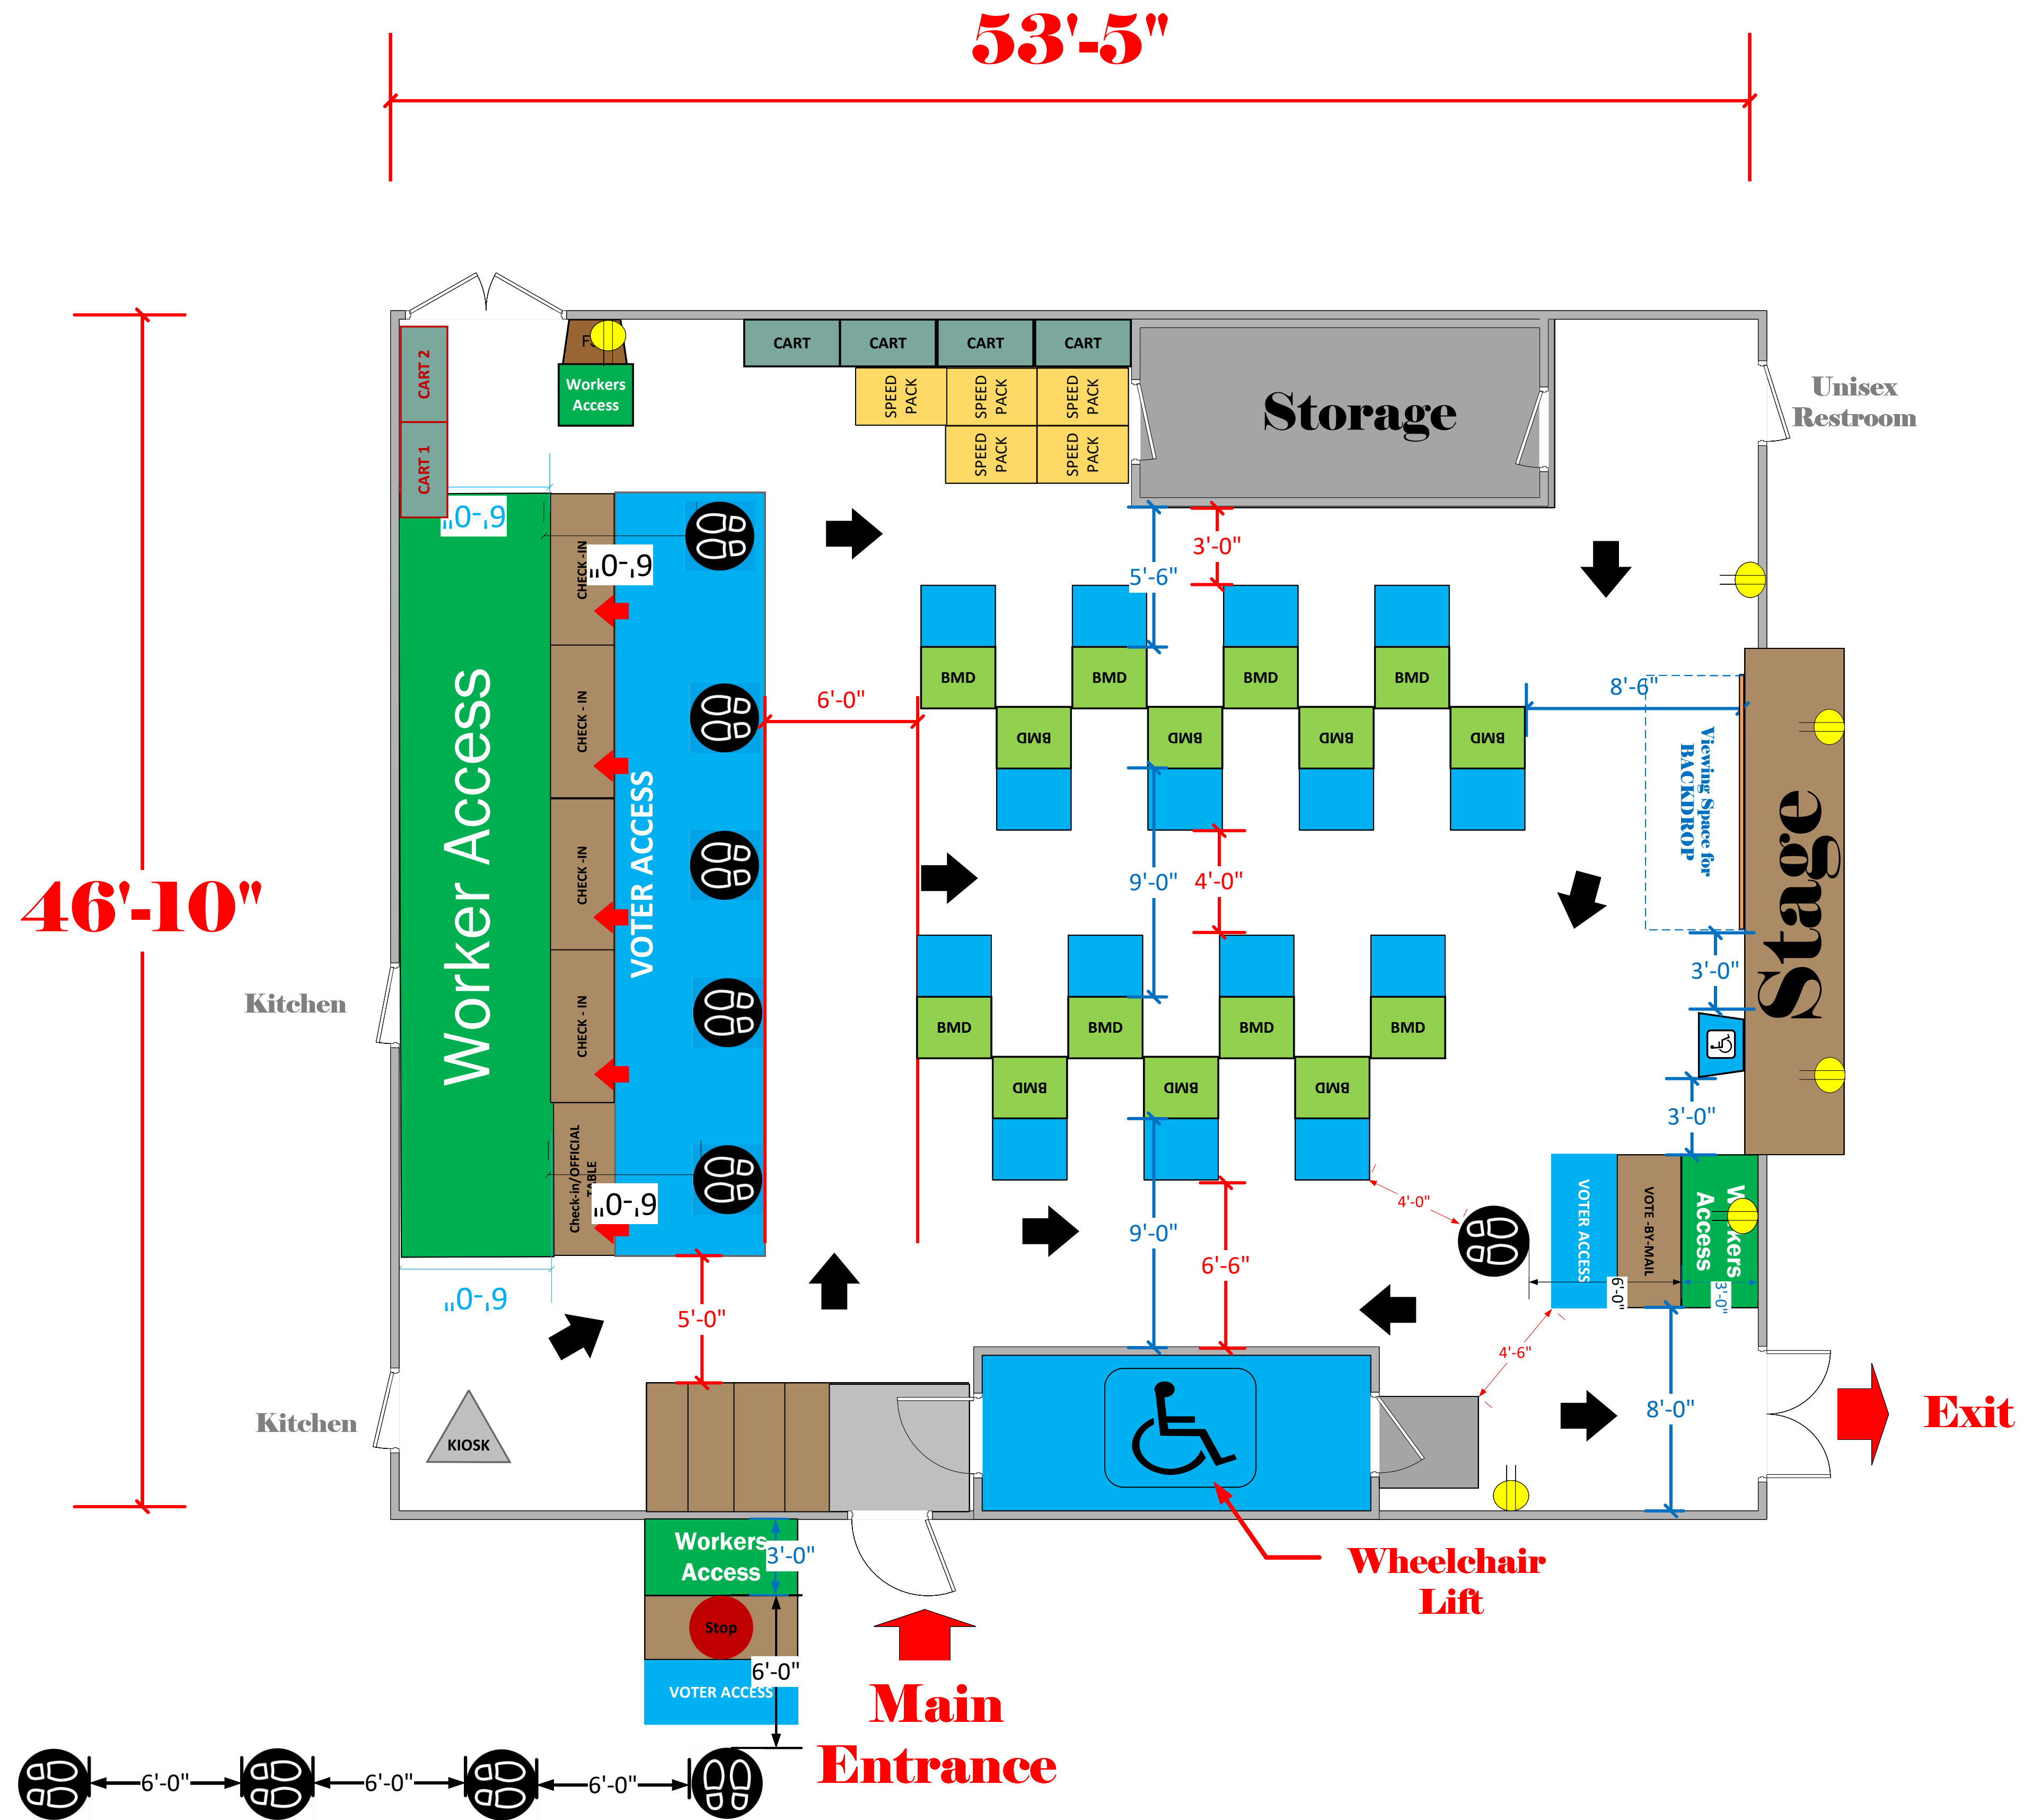 53'-5"
46'-10"
CART 2
CART 1
Workers
Access
CART
CART
CART
CART
SPEED
PACK
SPEED
PACK
SPEED
PACK
SPEED
PACK
SPEED
PACK
Storage
Unisex
Restroom
6'-0"
6'-0"
CHECK -IN
CHECK - IN
CHECK -IN
CHECK - IN
Check-in/OFFICIAL
TABLE
6'-0"
6'-0"
Worker Access
VOTER ACCESS
6'-0"
3'-0"
5'-6"
BMD
BMD
BMD
BMD
BMD
BMD
BMD
BMD
8'-6"
Viewing Space for
BACKDROP
Stage
9'-0"
4'-0"
3'-0"
BMD
BMD
BMD
BMD
BMD
BMD
BMD
3'-0"
Kitchen
Kitchen
KIOSK
5'-0"
9'-0"
6'-6"
4'-0"
VOTER ACCESS
VOTE -BY-MAIL
Workers
Access
6'-0"
3'-0"
4'-6"
8'-0"
Exit
Wheelchair
Lift
Workers
Access
3'-0"
Stop
6'-0"
VOTER ACCESS
Main
Entrance
6'-0"
6'-0"
6'-0"